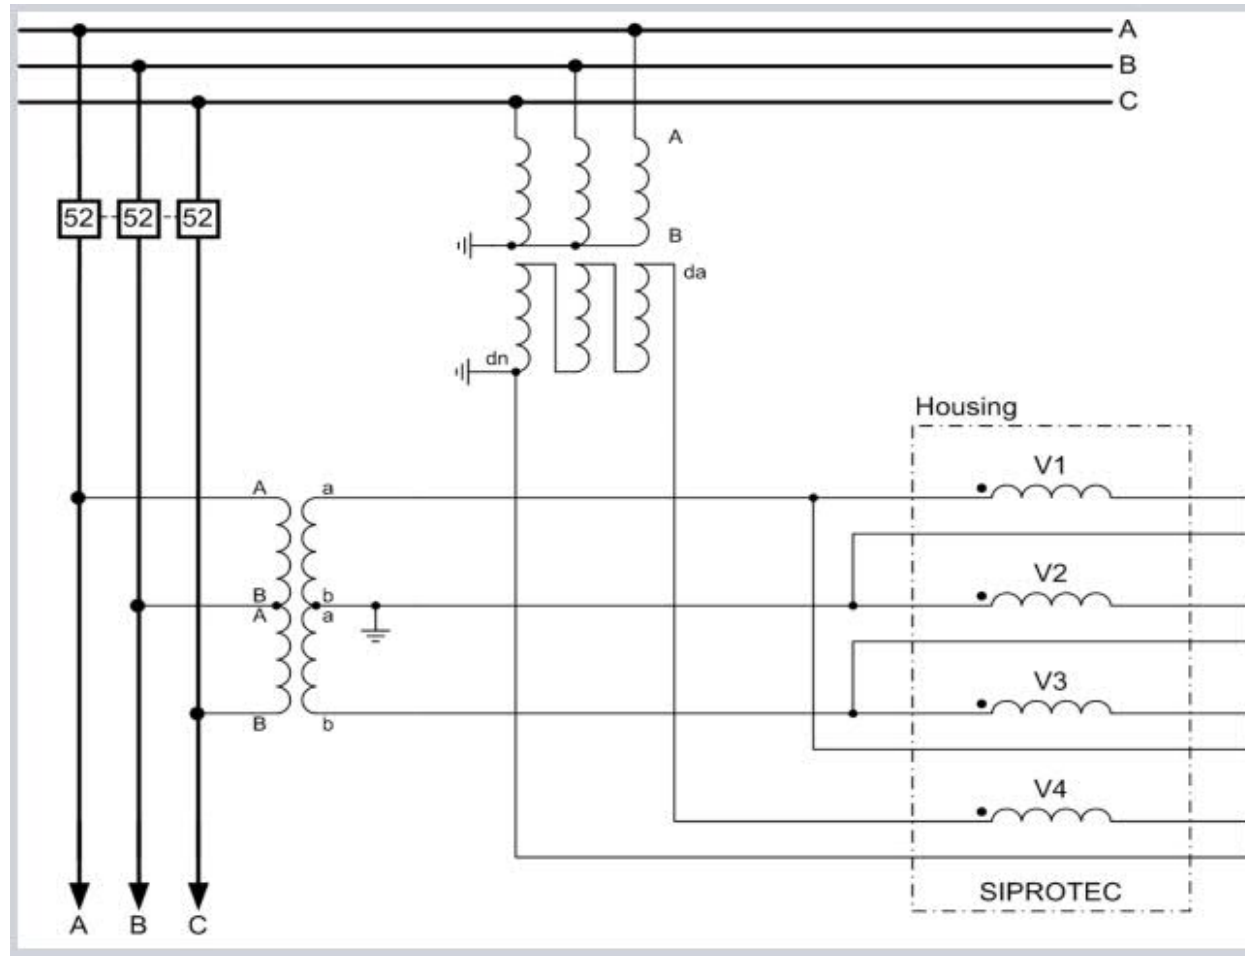 A
B
C
A
52 52 52
B
da
dn
Housing
V1
A a
V2
B b
A a
V3
B b
V4
SIPROTEC
A B C